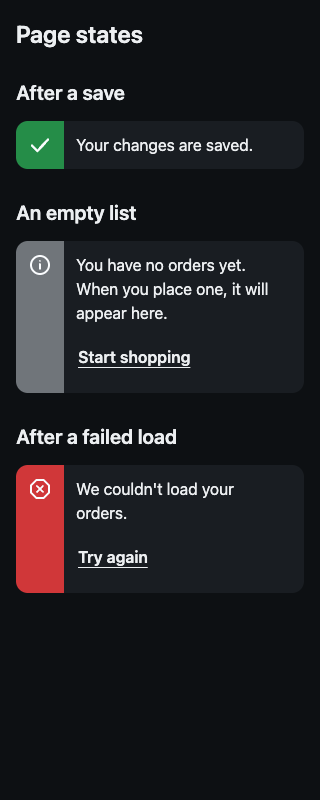 Page states
After a save
Your changes are saved.
An empty list
You have no orders yet.
When you place one, it will
appear here.
Start shopping
After a failed load
We couldn't load your
orders.
Try again